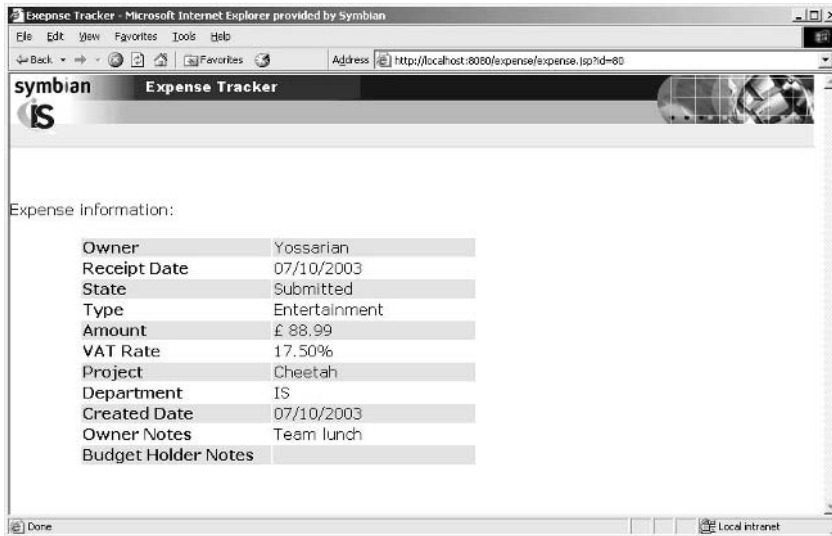 Exepnse Tracker - Microsoft Internet Explorer provided by Symbian
File Edit View Favorites Tools Help
Back Favorites Address http://localhost:8080/expense/expense.jsp?id=80
symbian Expense Tracker
IS
Expense information:
Owner Yossarian
Receipt Date 07/10/2003
State Submitted
Type Entertainment
Amount £ 88.99
VAT Rate 17.50%
Project Cheetah
Department IS
Created Date 07/10/2003
Owner Notes Team lunch
Budget Holder Notes
Done Local intranet